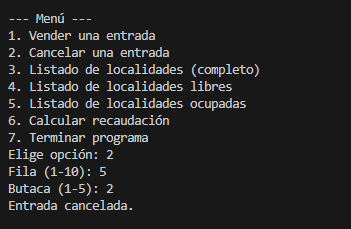 --- Menú ---
1. Vender una entrada
2. Cancelar una entrada
3. Listado de localidades (completo)
4. Listado de localidades libres
5. Listado de localidades ocupadas
6. Calcular recaudación
7. Terminar programa
Elige opción: 2
Fila (1-10): 5
Butaca (1-5): 2
Entrada cancelada.